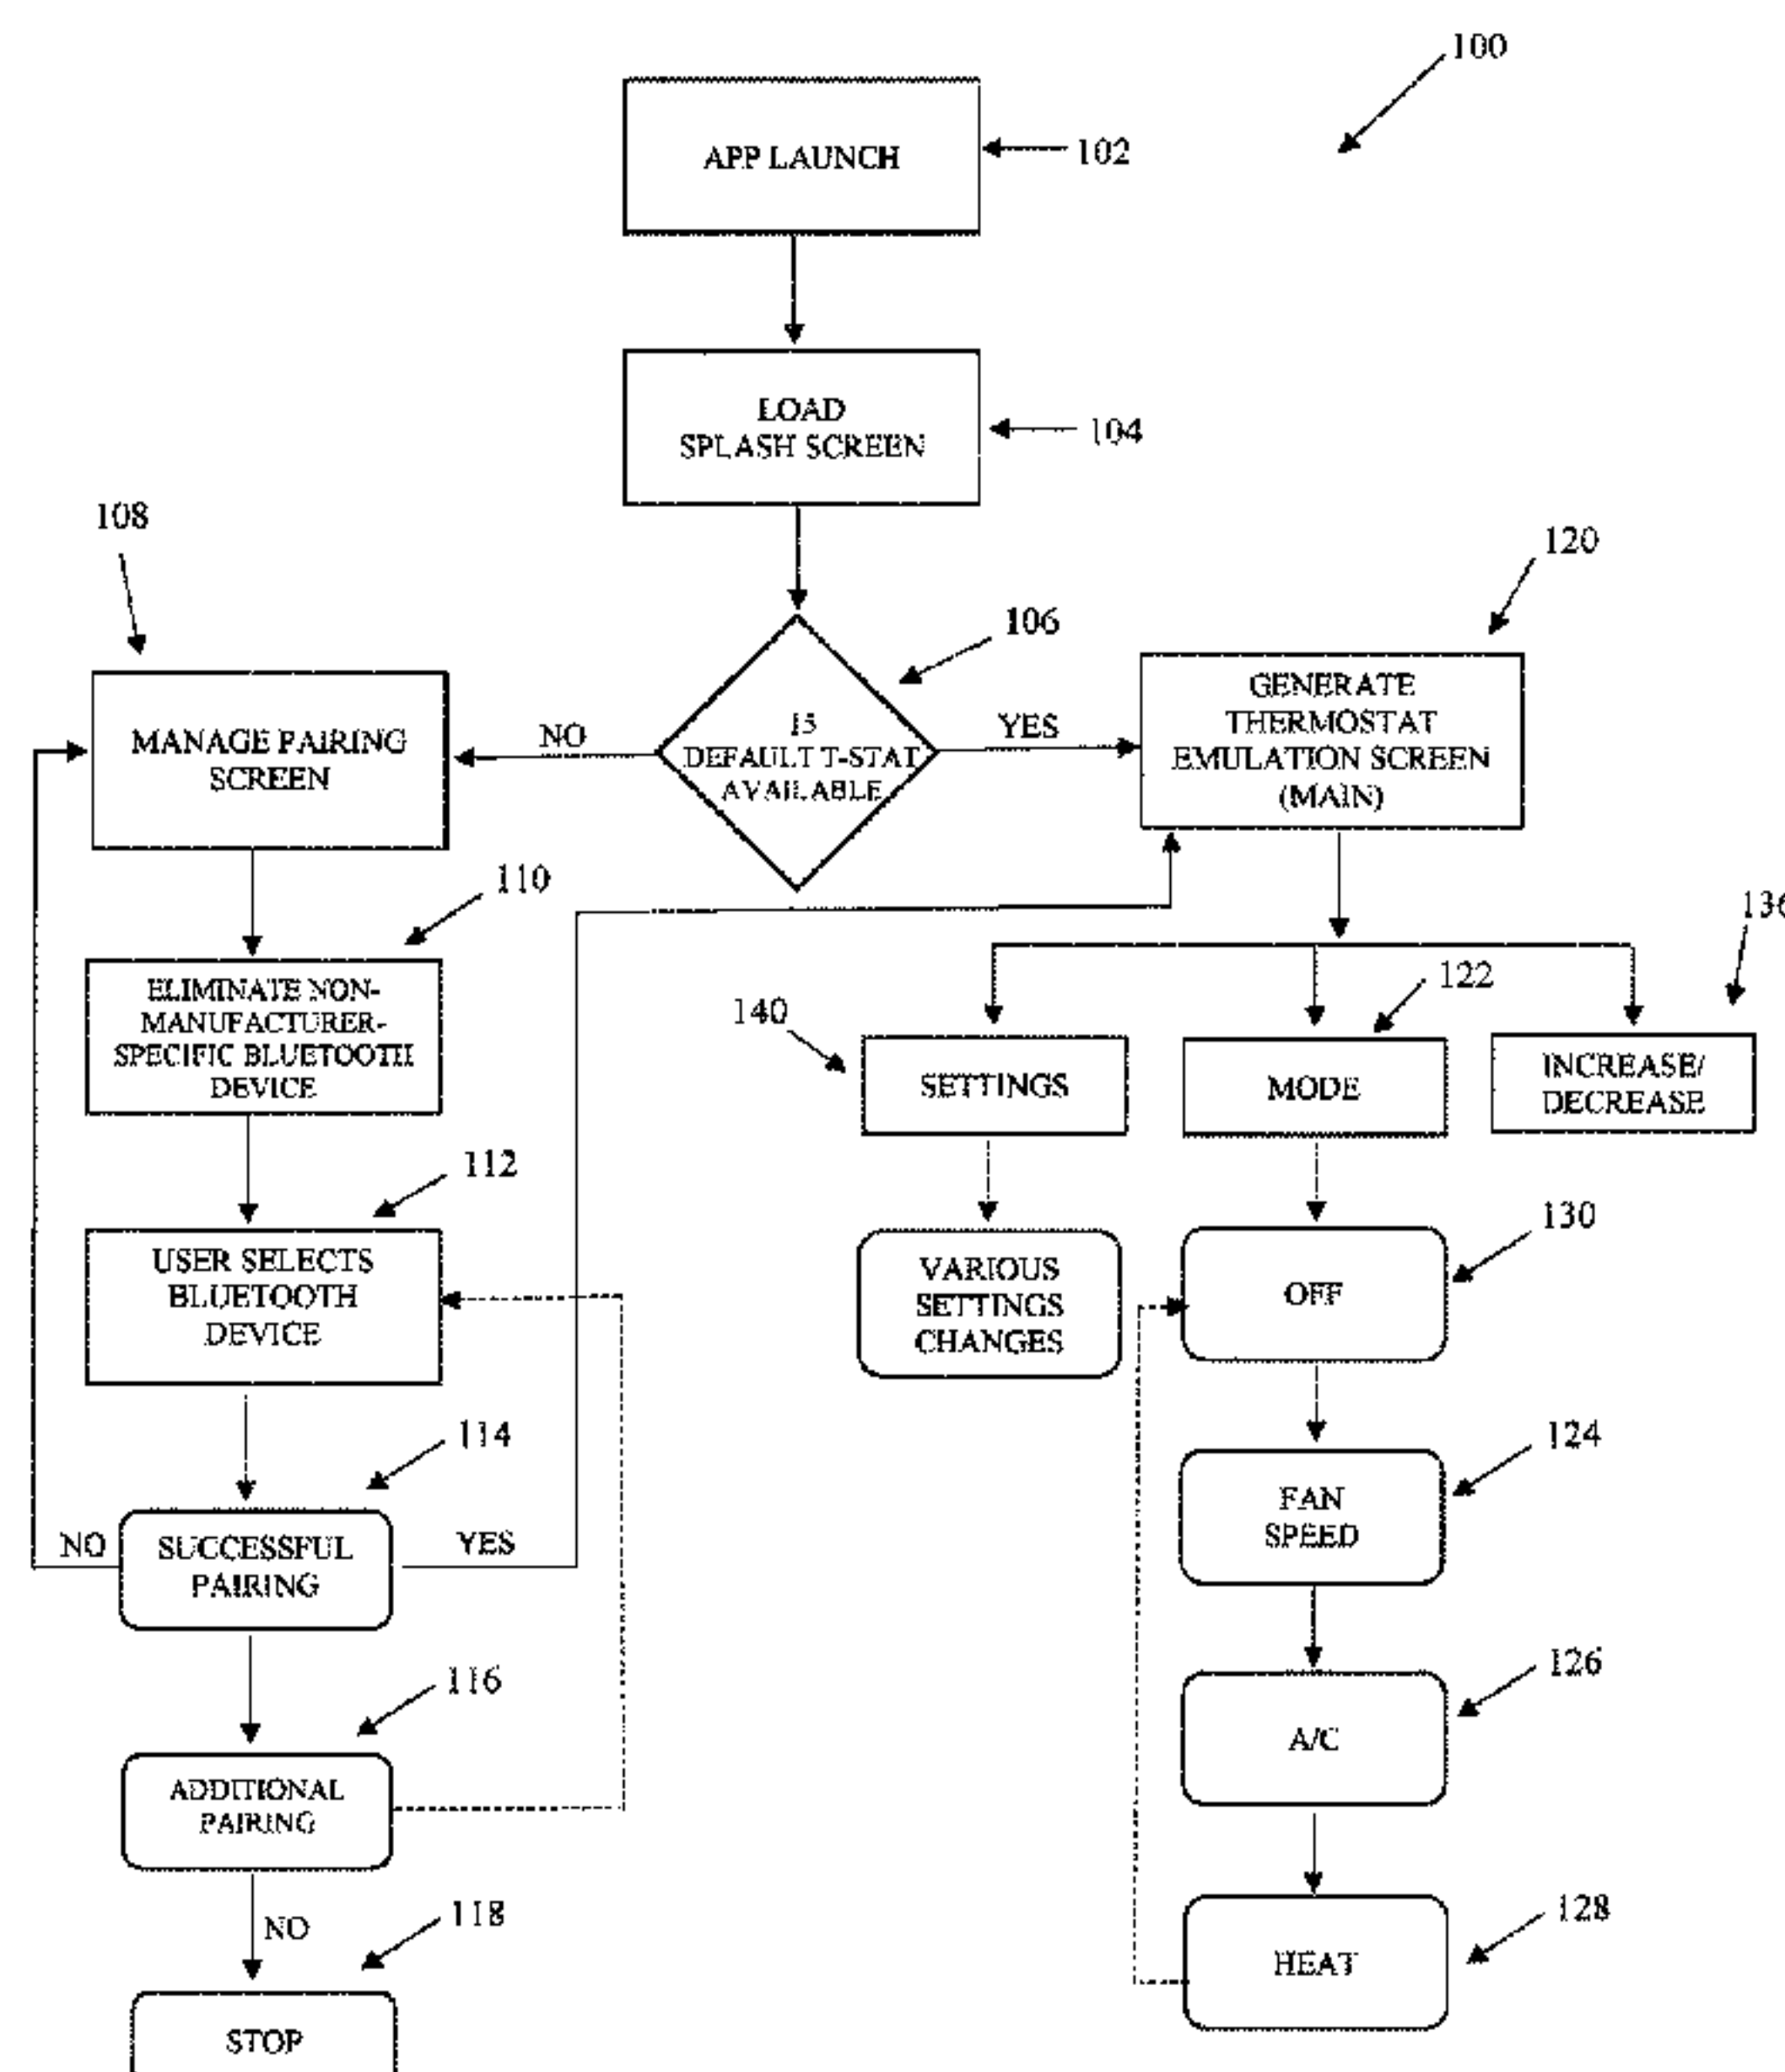 100
APP LAUNCH
102
LOAD
SPLASH SCREEN
104
108
120
106
MANAGE PAIRING
SCREEN
NO
IS
DEFAULT T-STAT
AVAILABLE
YES
GENERATE
THERMOSTAT
EMULATION SCREEN
(MAIN)
110
136
ELIMINATE NON-
MANUFACTURER-
SPECIFIC BLUETOOTH
DEVICE
140
122
SETTINGS
MODE
INCREASE/
DECREASE
112
USER SELECTS
BLUETOOTH
DEVICE
VARIOUS
SETTINGS
CHANGES
130
OFF
114
NO
SUCCESSFUL
PAIRING
YES
124
FAN
SPEED
116
ADDITIONAL
PAIRING
126
A/C
NO
118
STOP
128
HEAT